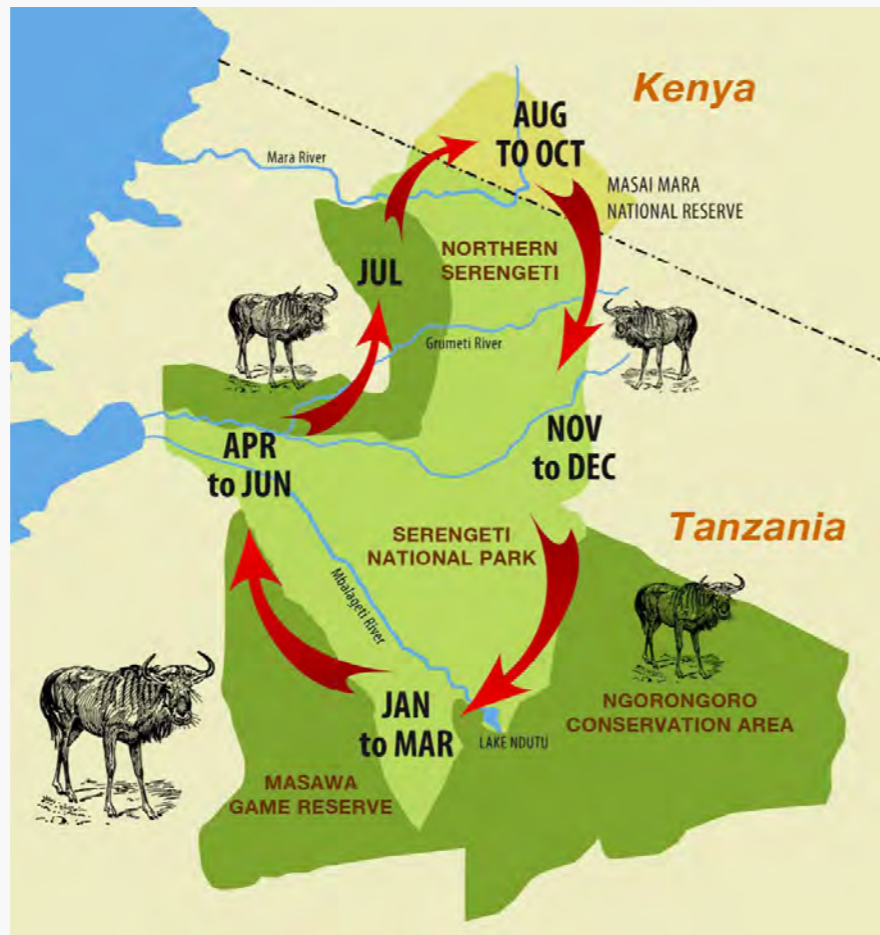 Kenya
AUG
TO OCT
Mara River
MASAI MARA
NATIONAL RESERVE
NORTHERN
SERENGETI
JUL
Grumeti River
APR
to JUN
NOV
to DEC
SERENGETI
NATIONAL PARK
Tanzania
Mbalageti River
NGORONGORO
CONSERVATION AREA
JAN
to MAR
LAKE NDUTU
MASAWA
GAME RESERVE